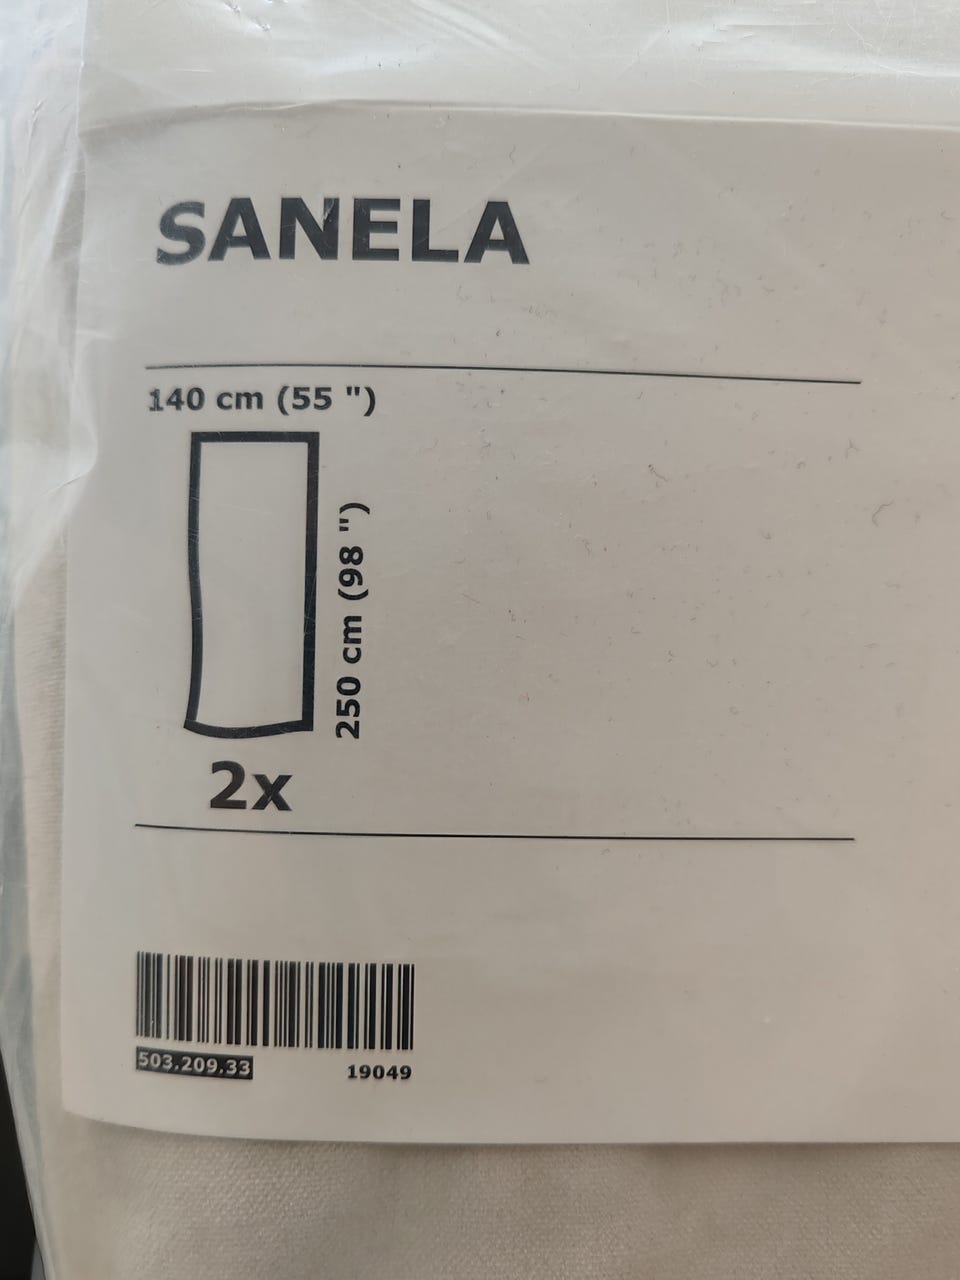 SANELA
140 cm (55 ")
250 cm (98 ")
2x
503.209.33
19049